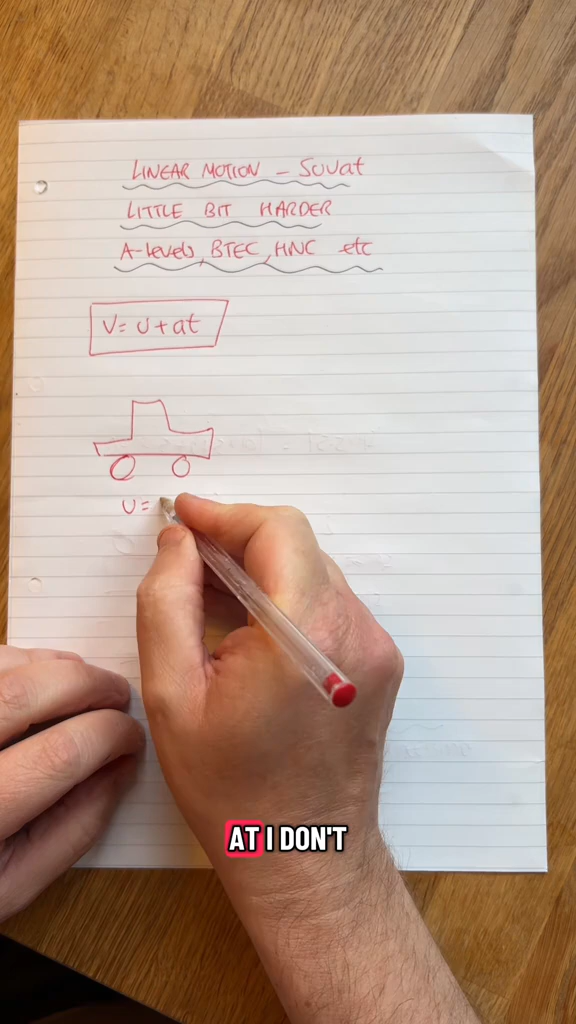 LINEAR MOTION - SUVAT
LITTLE BIT HARDER
A-levels, BTEC, HNC etc
V = U + at
U =
AT I DON'T